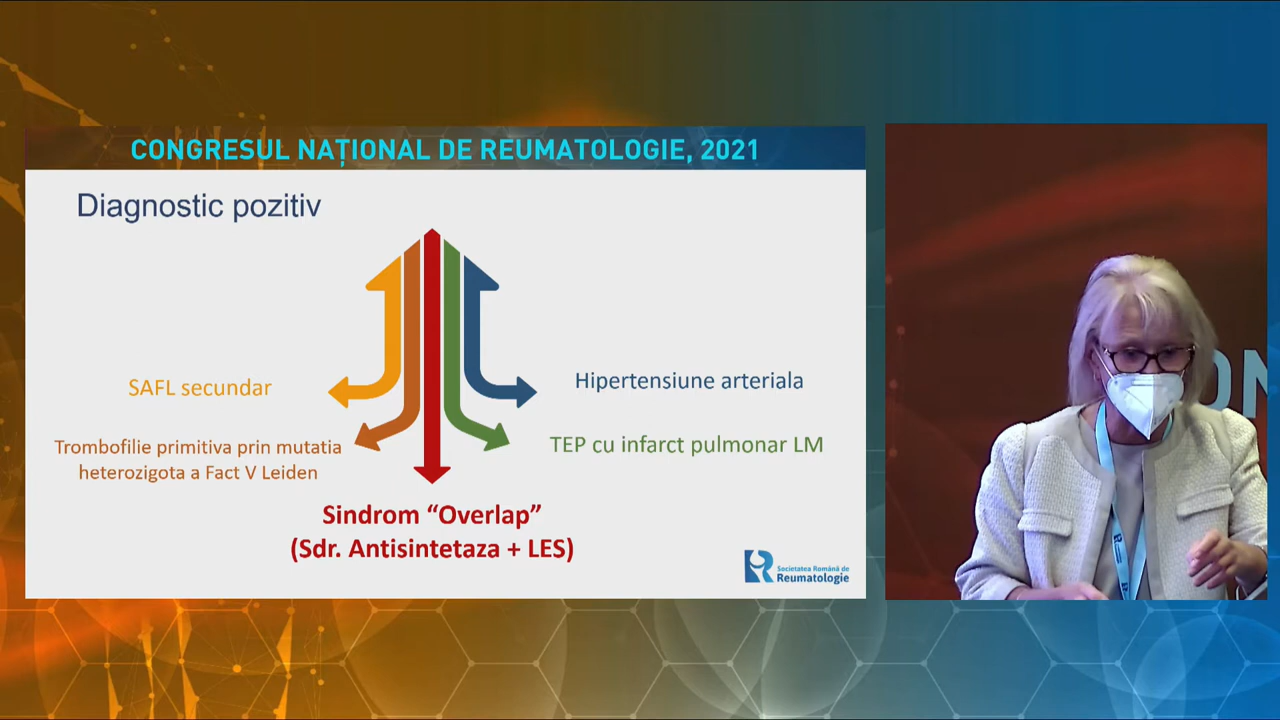 CONGRESUL NAȚIONAL DE REUMATOLOGIE, 2021
Diagnostic pozitiv
SAFL secundar
Hipertensiune arteriala
Trombofilie primitiva prin mutatia
heterozigota a Fact V Leiden
TEP cu infarct pulmonar LM
Sindrom “Overlap”
(Sdr. Antisintetaza + LES)
Societatea Română de
Reumatologie